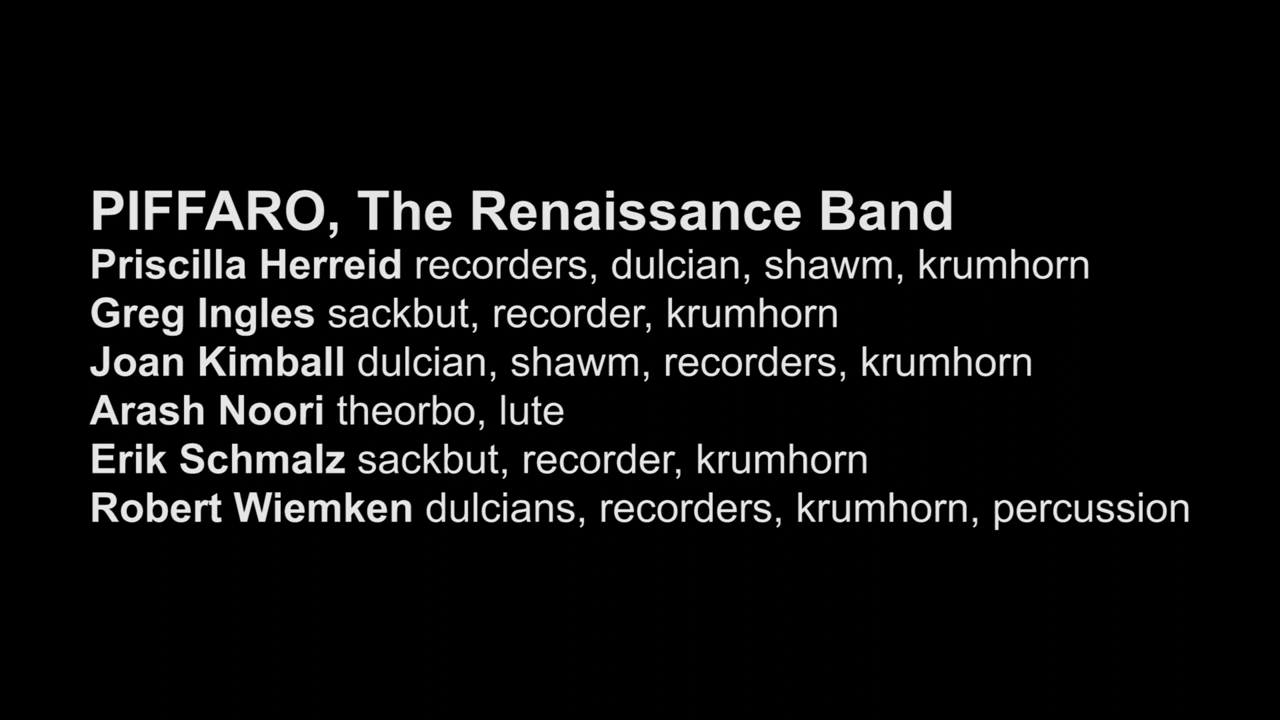 PIFFARO, The Renaissance Band
Priscilla Herreid recorders, dulcian, shawm, krumhorn
Greg Ingles sackbut, recorder, krumhorn
Joan Kimball dulcian, shawm, recorders, krumhorn
Arash Noori theorbo, lute
Erik Schmalz sackbut, recorder, krumhorn
Robert Wiemken dulcians, recorders, krumhorn, percussion